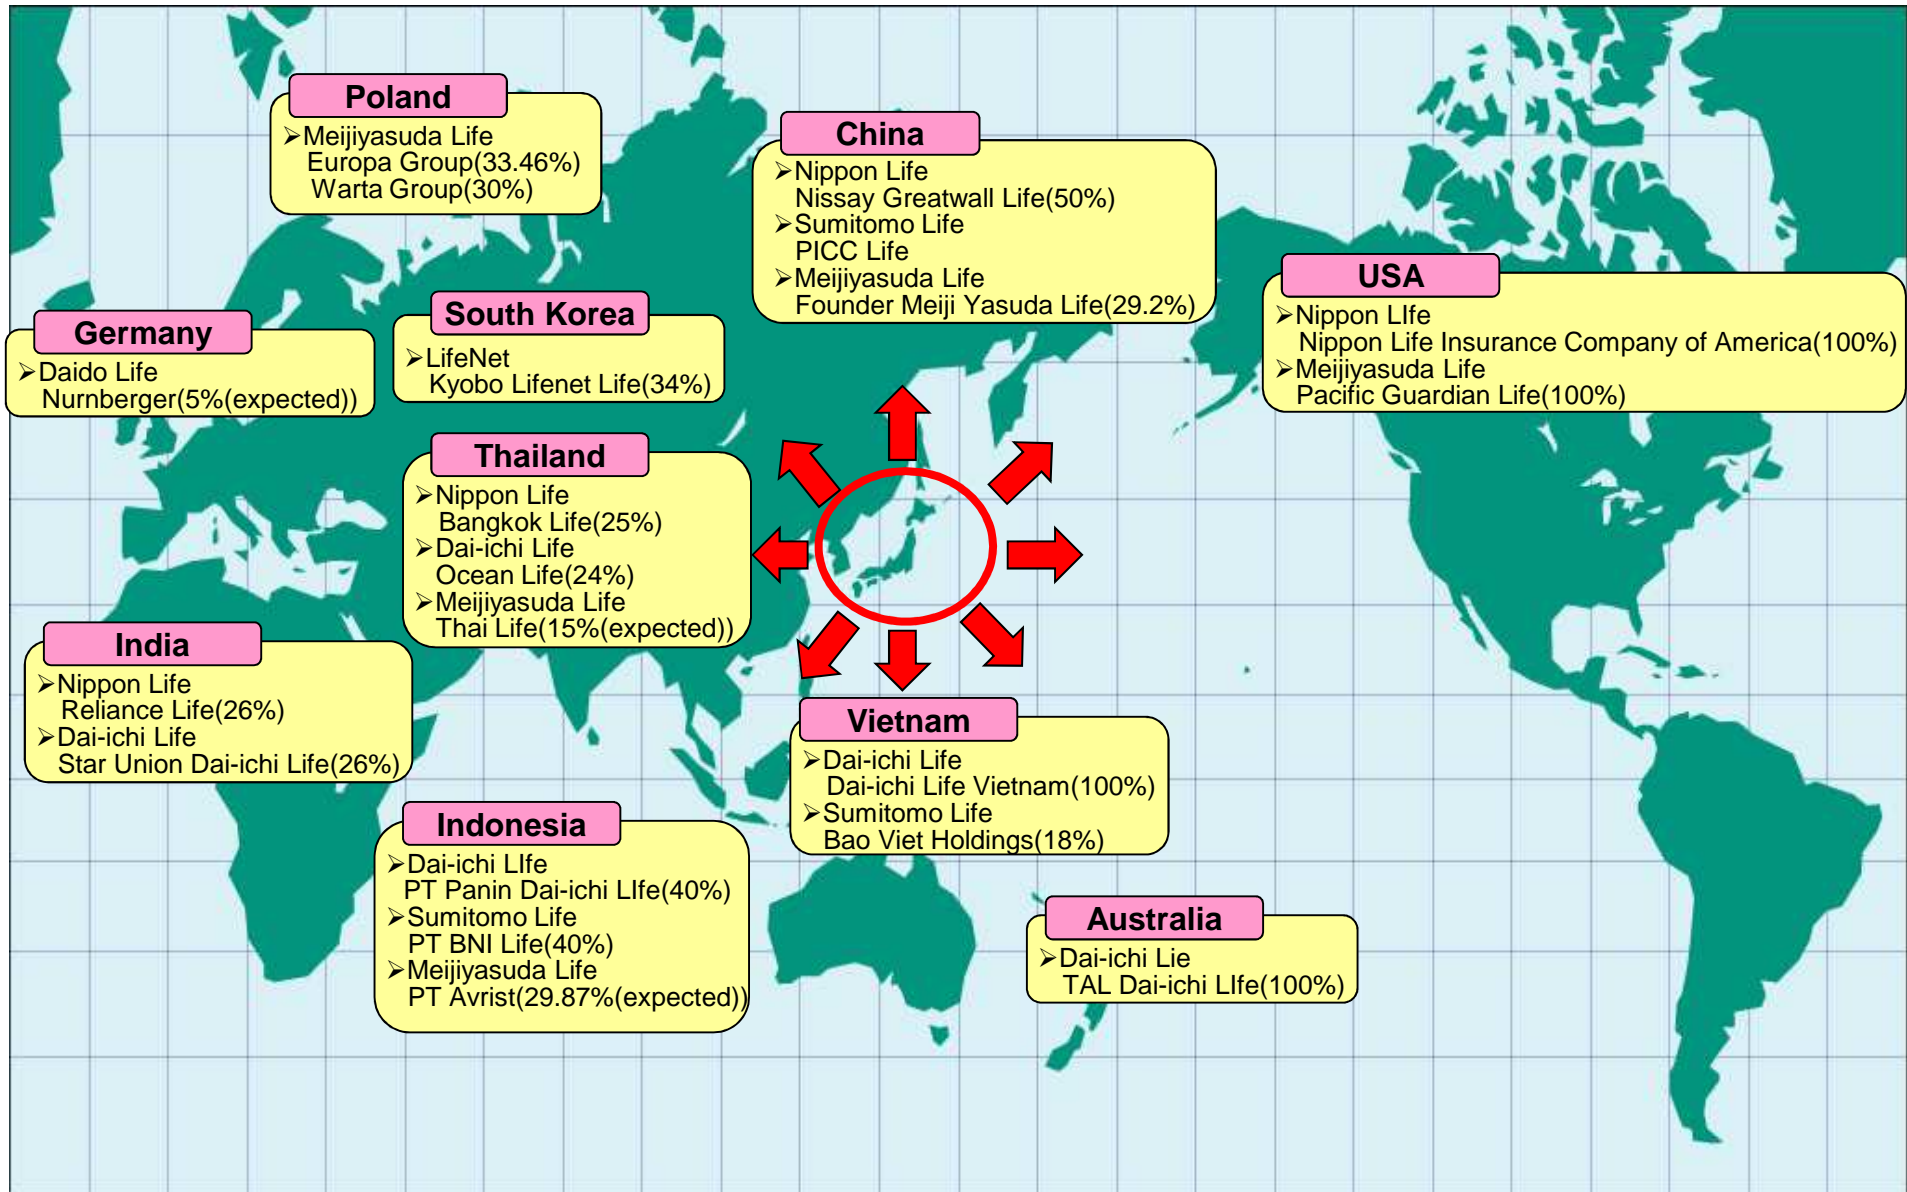 Poland
➢Meijiyasuda Life
Europa Group(33.46%)
Warta Group(30%)
China
➢Nippon Life
Nissay Greatwall Life(50%)
➢Sumitomo Life
PICC Life
➢Meijiyasuda Life
Founder Meiji Yasuda Life(29.2%)
USA
➢Nippon LIfe
Nippon Life Insurance Company of America(100%)
➢Meijiyasuda Life
Pacific Guardian Life(100%)
Germany
➢Daido Life
Nurnberger(5%(expected))
South Korea
➢LifeNet
Kyobo Lifenet Life(34%)
Thailand
➢Nippon Life
Bangkok Life(25%)
➢Dai-ichi Life
Ocean Life(24%)
➢Meijiyasuda Life
Thai Life(15%(expected))
India
➢Nippon Life
Reliance Life(26%)
➢Dai-ichi Life
Star Union Dai-ichi Life(26%)
Vietnam
➢Dai-ichi Life
Dai-ichi Life Vietnam(100%)
➢Sumitomo Life
Bao Viet Holdings(18%)
Indonesia
➢Dai-ichi LIfe
PT Panin Dai-ichi LIfe(40%)
➢Sumitomo Life
PT BNI Life(40%)
➢Meijiyasuda Life
PT Avrist(29.87%(expected))
Australia
➢Dai-ichi Lie
TAL Dai-ichi LIfe(100%)